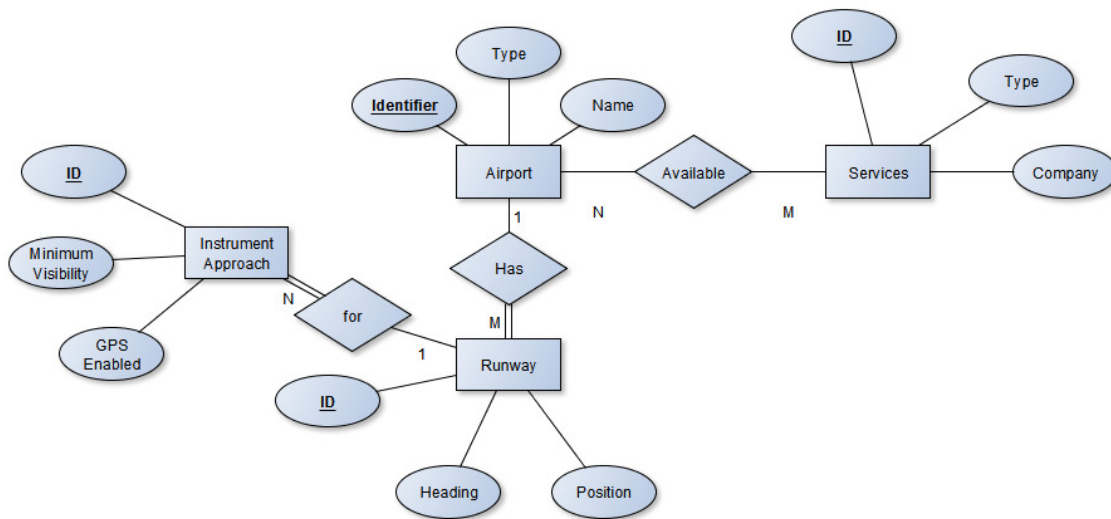 ID
Type
Type
Identifier
Name
Airport
Available
Services
Company
N
M
1
ID
Instrument
Approach
Minimum
Visibility
Has
N
for
M
GPS
Enabled
1
Runway
ID
Heading
Position